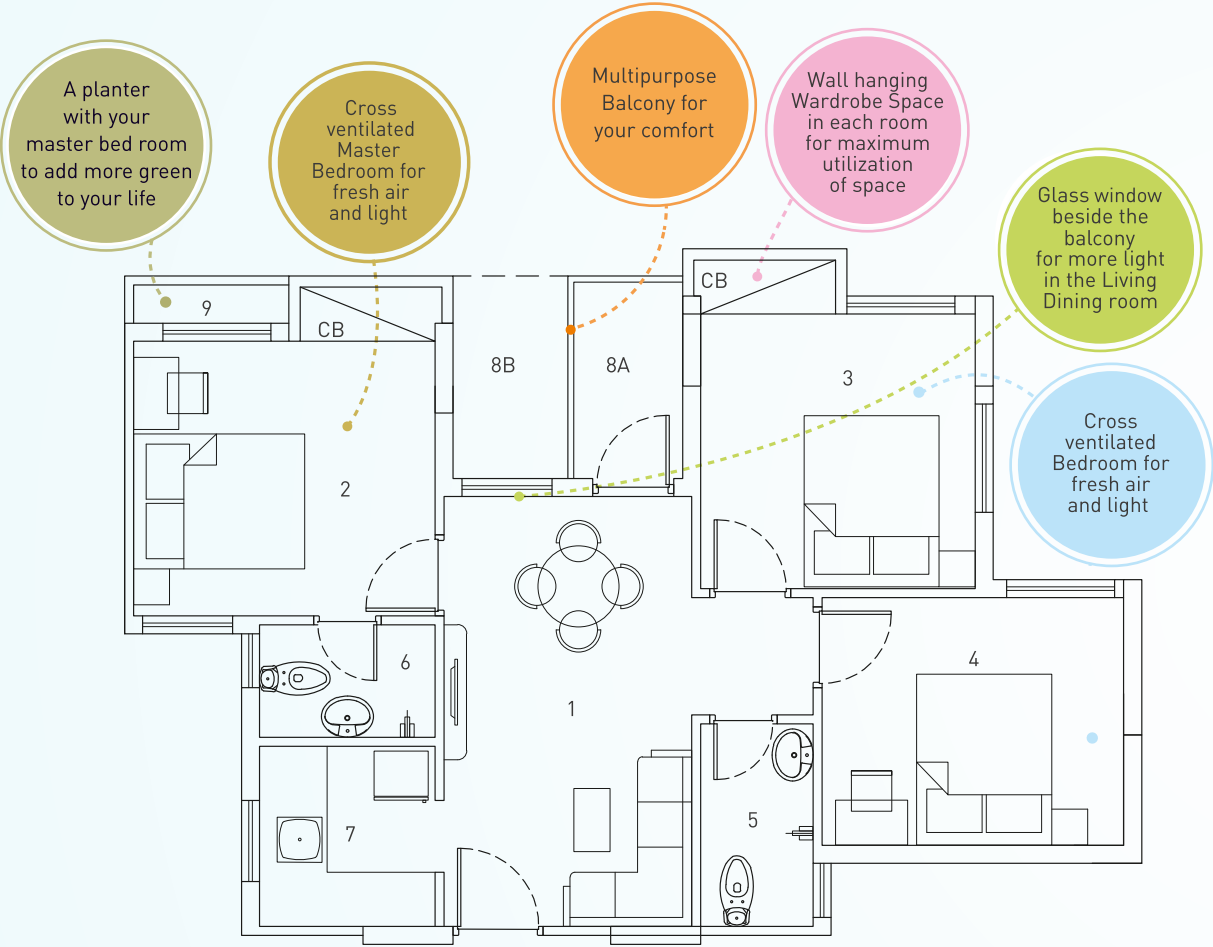 A planter
with your
master bed room
to add more green
to your life
Cross
ventilated
Master
Bedroom for
fresh air
and light
Multipurpose
Balcony for
your comfort
Wall hanging
Wardrobe Space
in each room
for maximum
utilization
of space
Glass window
beside the
balcony
for more light
in the Living
Dining room
Cross
ventilated
Bedroom for
fresh air
and light
9
CB
CB
8B
8A
3
2
6
4
1
5
7